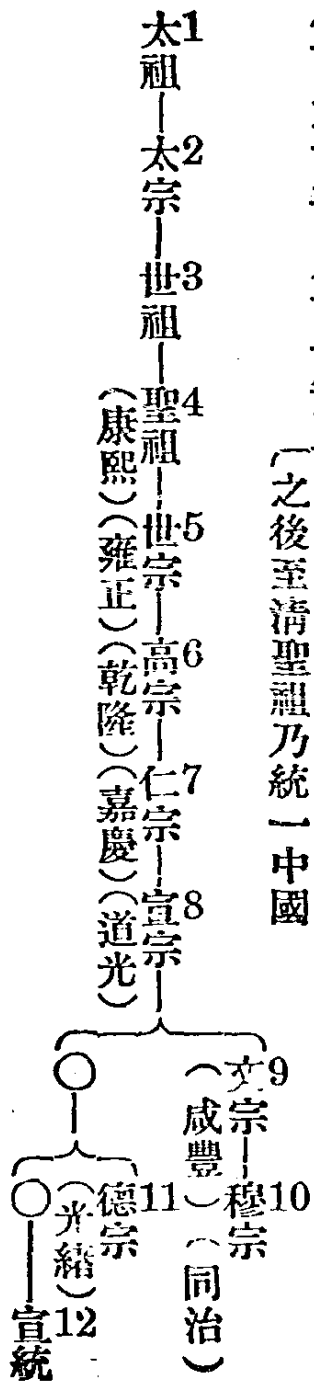 〔之後至清聖祖乃統一中國
太祖1—太宗2—世祖3—聖祖4—世宗5—高宗6—仁宗7—宣宗8
(康熙)(雍正)(乾隆)(嘉慶)(道光)
文宗9—穆宗10
(咸豐)(同治)
○
德宗11
(光緒)
○—宣統12